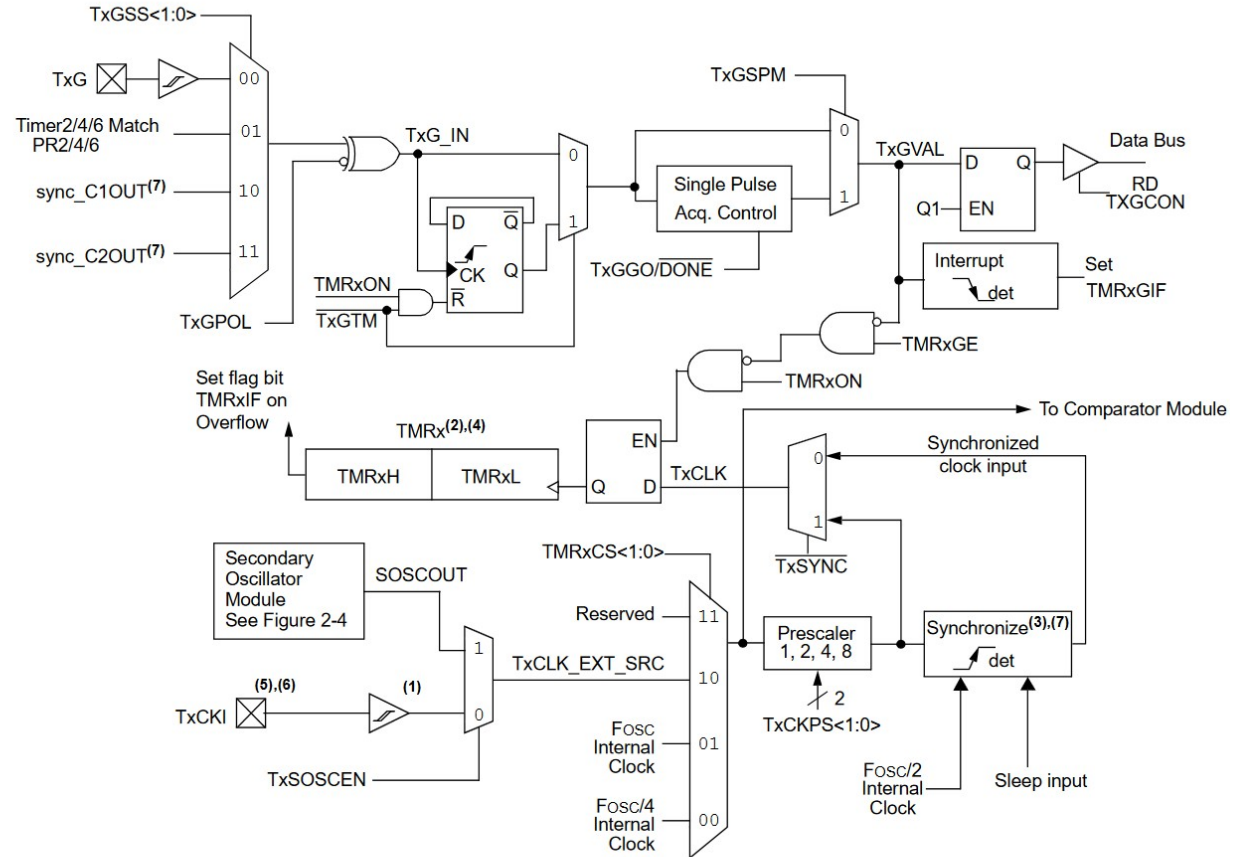 TxGSS<1:0>
TxG
00
Timer2/4/6 Match
PR2/4/6
01
sync_C1OUT(7)
10
sync_C2OUT(7)
11
TxGPOL
TxG_IN
0
1
D
Q
CK
Q
R
TMRxON
TxGTM
TxGSPM
0
1
Single Pulse
Acq. Control
TxGGO/DONE
TxGVAL
D
Q
Q1
EN
Data Bus
RD
TXGCON
Interrupt
det
Set
TMRxGIF
TMRxGE
TMRxON
Set flag bit
TMRxIF on
Overflow
TMRx(2),(4)
TMRxH
TMRxL
EN
Q
D
TxCLK
To Comparator Module
0
1
Synchronized
clock input
TxSYNC
Secondary
Oscillator
Module
See Figure 2-4
SOSCOUT
1
0
TxCKI
(5),(6)
(1)
TxSOSCEN
TxCLK_EXT_SRC
TMRxCS<1:0>
Reserved
11
10
FOSC
Internal
Clock
01
FOSC/4
Internal
Clock
00
Prescaler
1, 2, 4, 8
2
TxCKPS<1:0>
Synchronize(3),(7)
det
FOSC/2
Internal
Clock
Sleep input